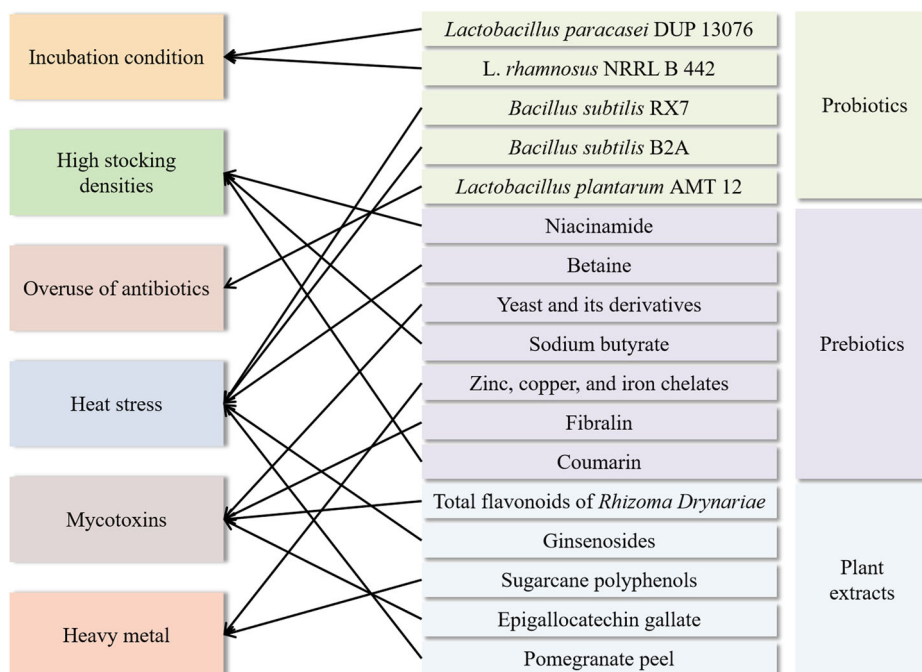 Incubation condition
High stocking
densities
Overuse of antibiotics
Heat stress
Mycotoxins
Heavy metal
Lactobacillus paracasei DUP 13076
L. rhamnosus NRRL B 442
Bacillus subtilis RX7
Bacillus subtilis B2A
Lactobacillus plantarum AMT 12
Niacinamide
Betaine
Yeast and its derivatives
Sodium butyrate
Zinc, copper, and iron chelates
Fibralin
Coumarin
Total flavonoids of Rhizoma Drynariae
Ginsenosides
Sugarcane polyphenols
Epigallocatechin gallate
Pomegranate peel
Probiotics
Prebiotics
Plant
extracts